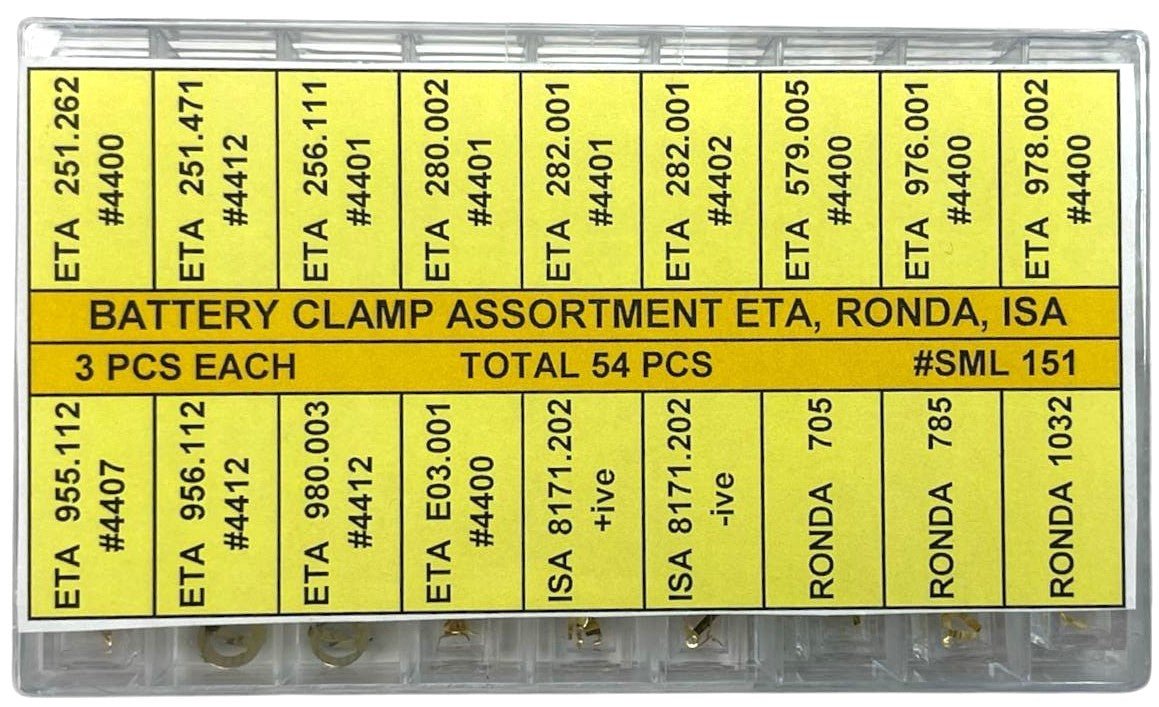 ETA 251.262
#4400
ETA 251.471
#4412
ETA 256.111
#4401
ETA 280.002
#4401
ETA 282.001
#4401
ETA 282.001
#4402
ETA 579.005
#4400
ETA 976.001
#4400
ETA 978.002
#4400
BATTERY CLAMP ASSORTMENT ETA, RONDA, ISA
3 PCS EACH TOTAL 54 PCS #SML 151
ETA 955.112
#4407
ETA 956.112
#4412
ETA 980.003
#4412
ETA E03.001
#4400
ISA 8171.202
+ive
ISA 8171.202
-ive
RONDA 705
RONDA 785
RONDA 1032